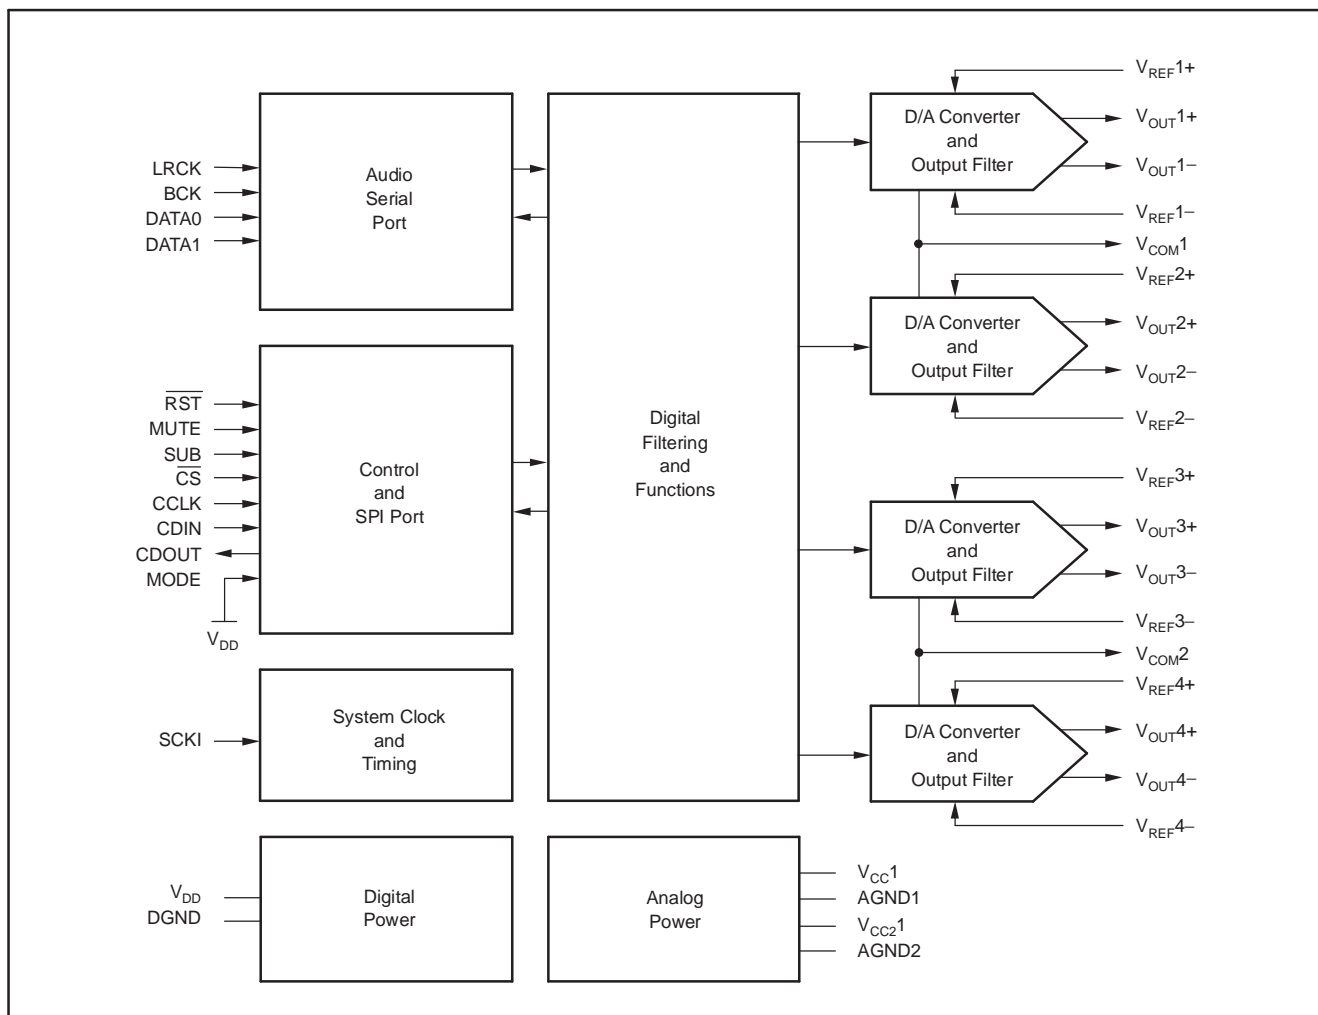 LRCK
BCK
DATA0
DATA1
Audio
Serial
Port
RST
MUTE
SUB
CS
CCLK
CDIN
CDOUT
MODE
VDD
Control
and
SPI Port
SCKI
System Clock
and
Timing
VDD
DGND
Digital
Power
Digital
Filtering
and
Functions
Analog
Power
VCC1
AGND1
VCC21
AGND2
D/A Converter
and
Output Filter
VREF1+
VOUT1+
VOUT1−
VREF1−
VCOM1
D/A Converter
and
Output Filter
VREF2+
VOUT2+
VOUT2−
VREF2−
D/A Converter
and
Output Filter
VREF3+
VOUT3+
VOUT3−
VREF3−
VCOM2
D/A Converter
and
Output Filter
VREF4+
VOUT4+
VOUT4−
VREF4−